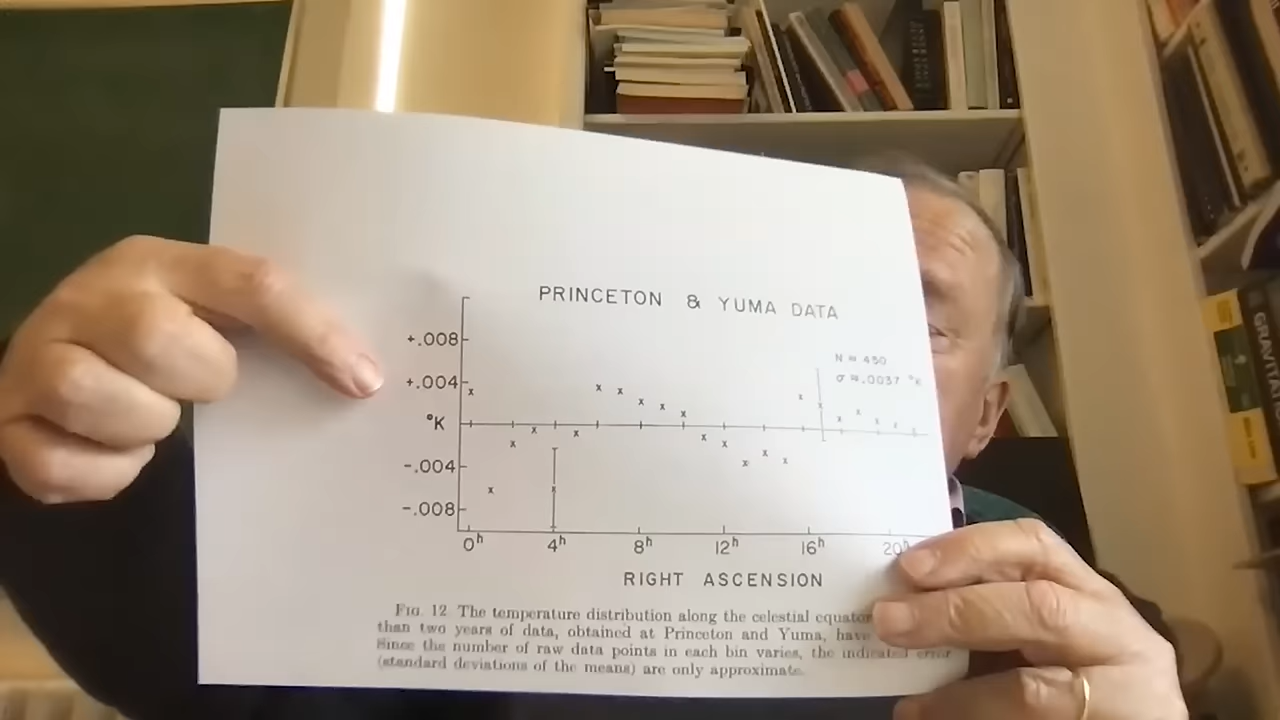 PRINCETON & YUMA DATA
N = 450
σ ≈ .0037 °K
+.008
+.004
°K
-.004
-.008
0h 4h 8h 12h 16h 20h
RIGHT ASCENSION
FIG. 12. The temperature distribution along the celestial equator
than two years of data, obtained at Princeton and Yuma, have
Since the number of raw data points in each bin varies, the indicated error
(standard deviations of the means) are only approximate.